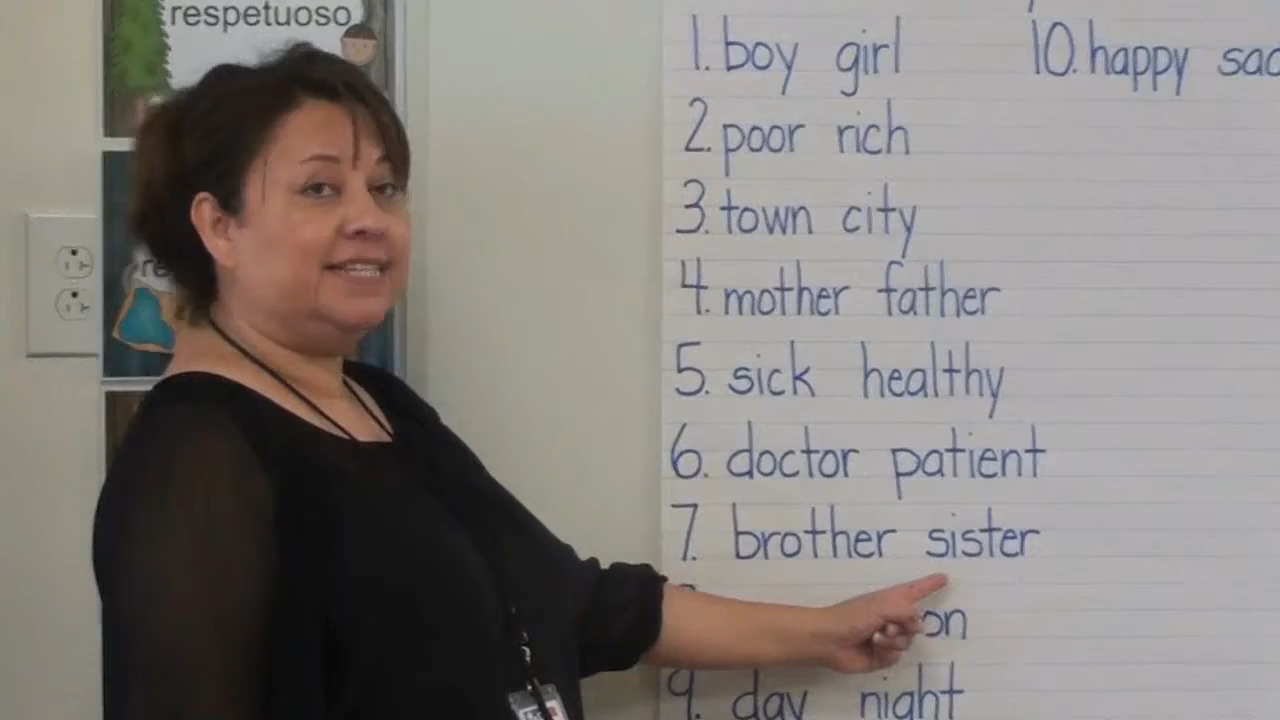 respetuoso
1. boy girl
2. poor rich
3. town city
4. mother father
5. sick healthy
6. doctor patient
7. brother sister
9. day night
10. happy